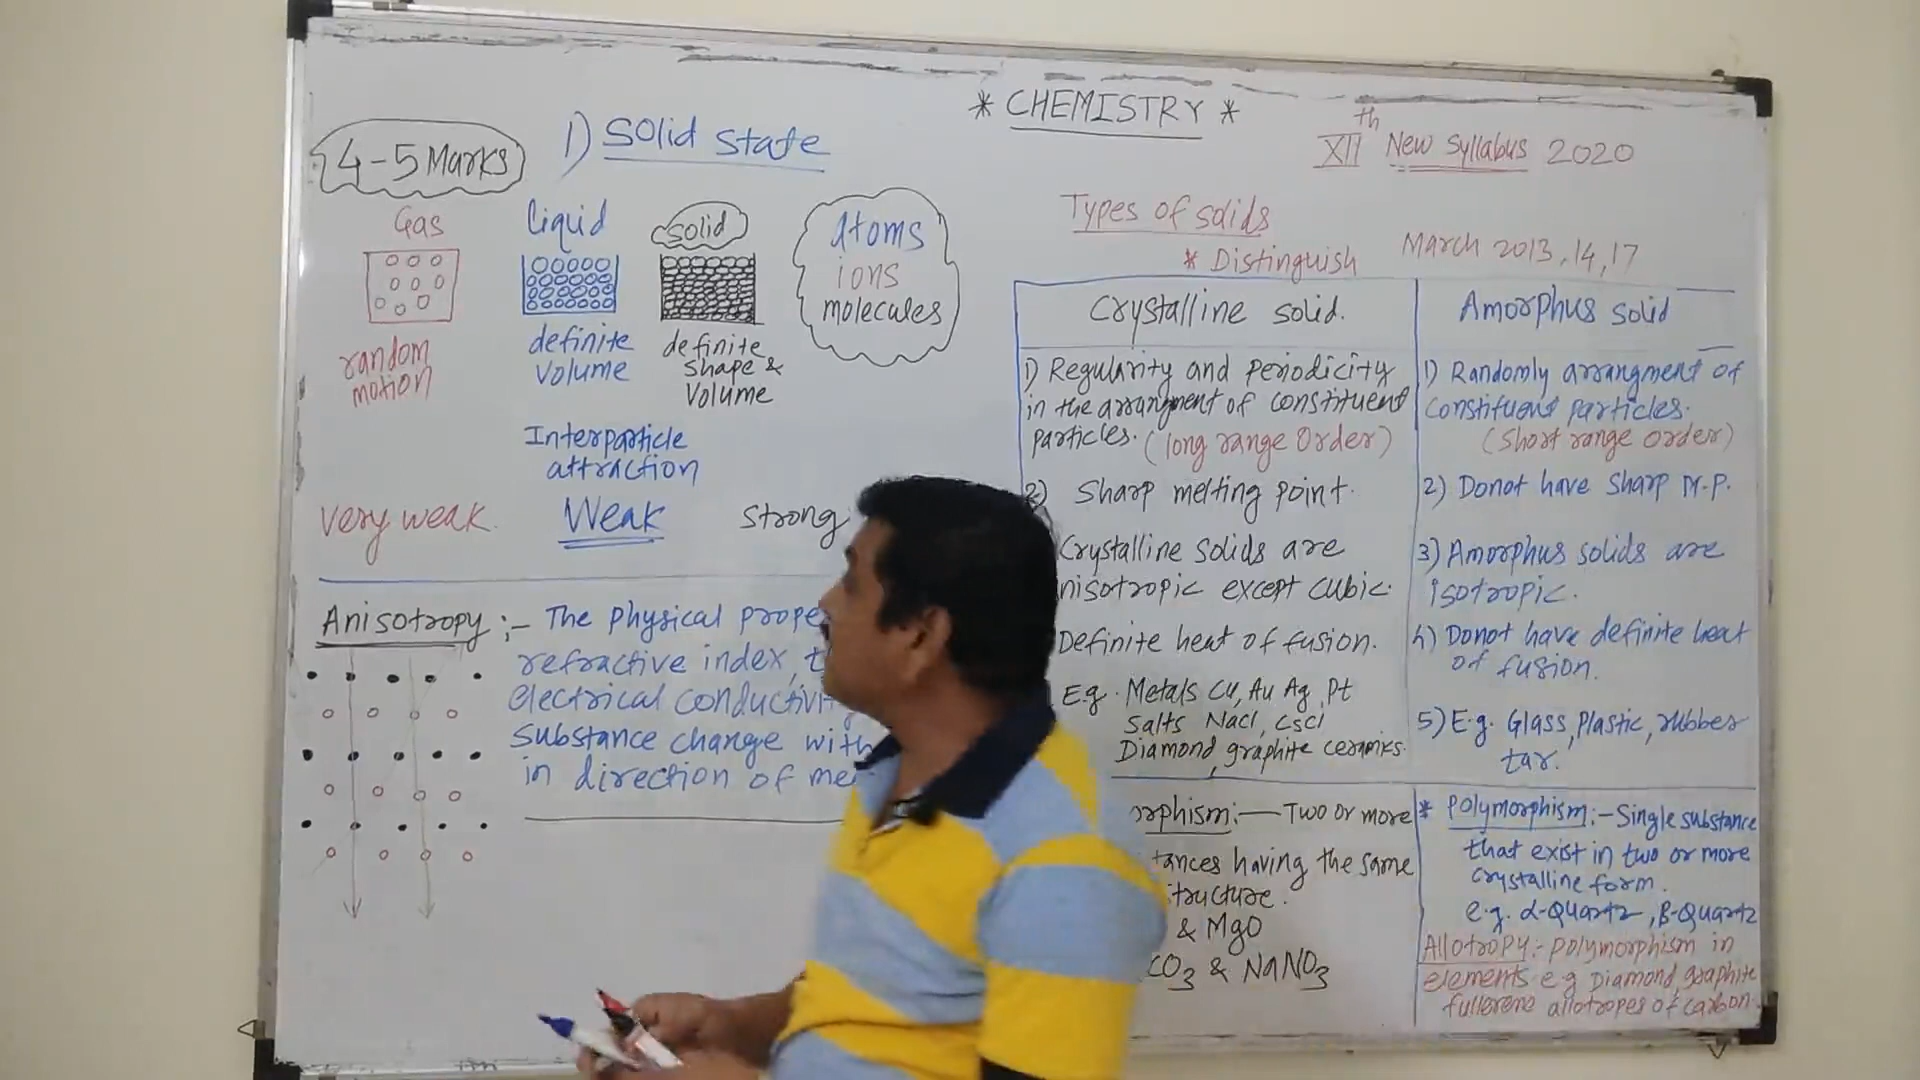 * CHEMISTRY *
XII th New Syllabus 2020
4-5 Marks
1) Solid State
Gas
Liquid
Solid
random
motion
definite
Volume
definite
Shape &
Volume
Atoms
ions
molecules
Interparticle
attraction
Very weak
Weak
Strong
Anisotropy :- The Physical prope
refractive index, t
electrical conductivity
Substance change with
in direction of me
Types of solids
* Distinguish March 2013, 14, 17
Crystalline solid.
1) Regularity and Periodicity
in the arrangment of constituent
particles. (long range order)
2) Sharp melting point.
Crystalline Solids are
nisotropic except cubic.
Definite heat of fusion.
E.g. Metals Cu, Au Ag, Pt
Salts Nacl, Cscl
Diamond, graphite ceramiks.
Amorphus solid
1) Randomly arrangment of
Constituent particles.
(Short range order)
2) Donot have Sharp M.P.
3) Amorphus solids are
isotropic.
4) Donot have definite heat
of fusion.
5) E.g. Glass, Plastic, rubber
tar.
orphism:— Two or more
tances having the same
structure.
& MgO
CO3 & NaNO3
* Polymorphism:- Single substance
that exist in two or more
crystalline form.
e.g. α-Quartz, β-Quartz
Allotropy:- polymorphism in
elements e.g Diamond, graphite
fullerene allotropes of carbon.